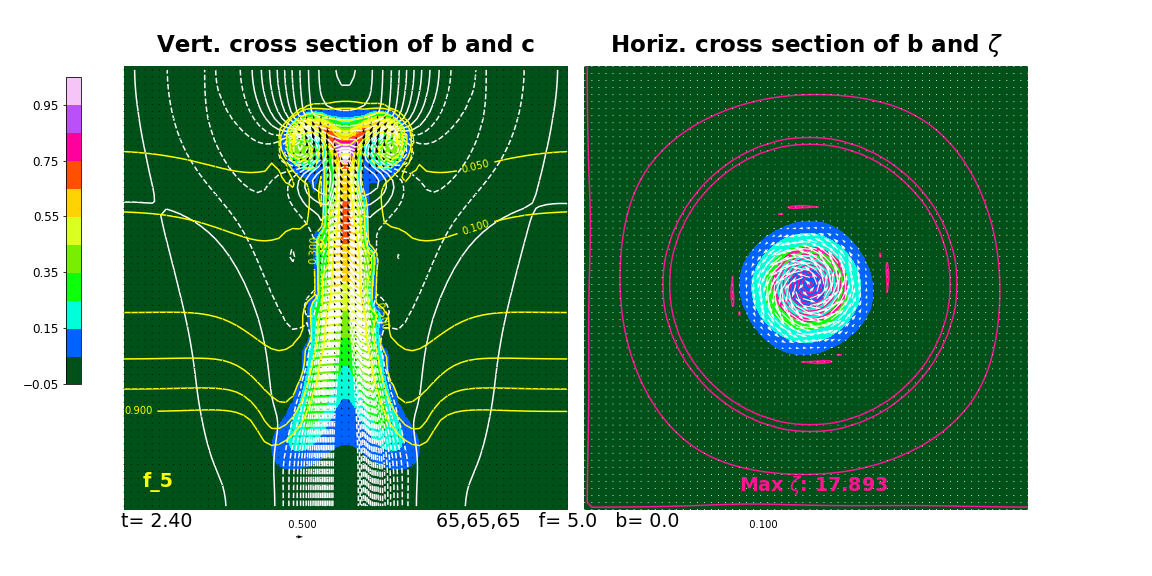 Vert. cross section of b and c
Horiz. cross section of b and ζ
0.95
0.75
0.55
0.35
0.15
−0.05
0.050
0.100
0.300
0.900
f_5
Max ζ: 17.893
t= 2.40
0.500
65,65,65 f= 5.0 b= 0.0
0.100